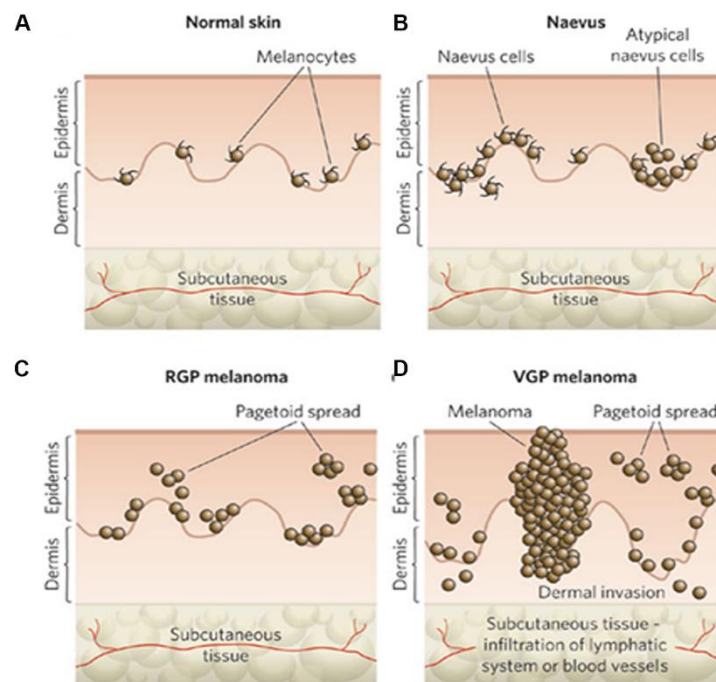 A
Normal skin
Melanocytes
Epidermis
Dermis
Subcutaneous
tissue
B
Naevus
Naevus cells
Atypical
naevus cells
Epidermis
Dermis
Subcutaneous
tissue
C
RGP melanoma
Pagetoid spread
Epidermis
Dermis
Subcutaneous
tissue
D
VGP melanoma
Melanoma
Pagetoid spread
Epidermis
Dermis
Dermal invasion
Subcutaneous tissue -
infiltration of lymphatic
system or blood vessels